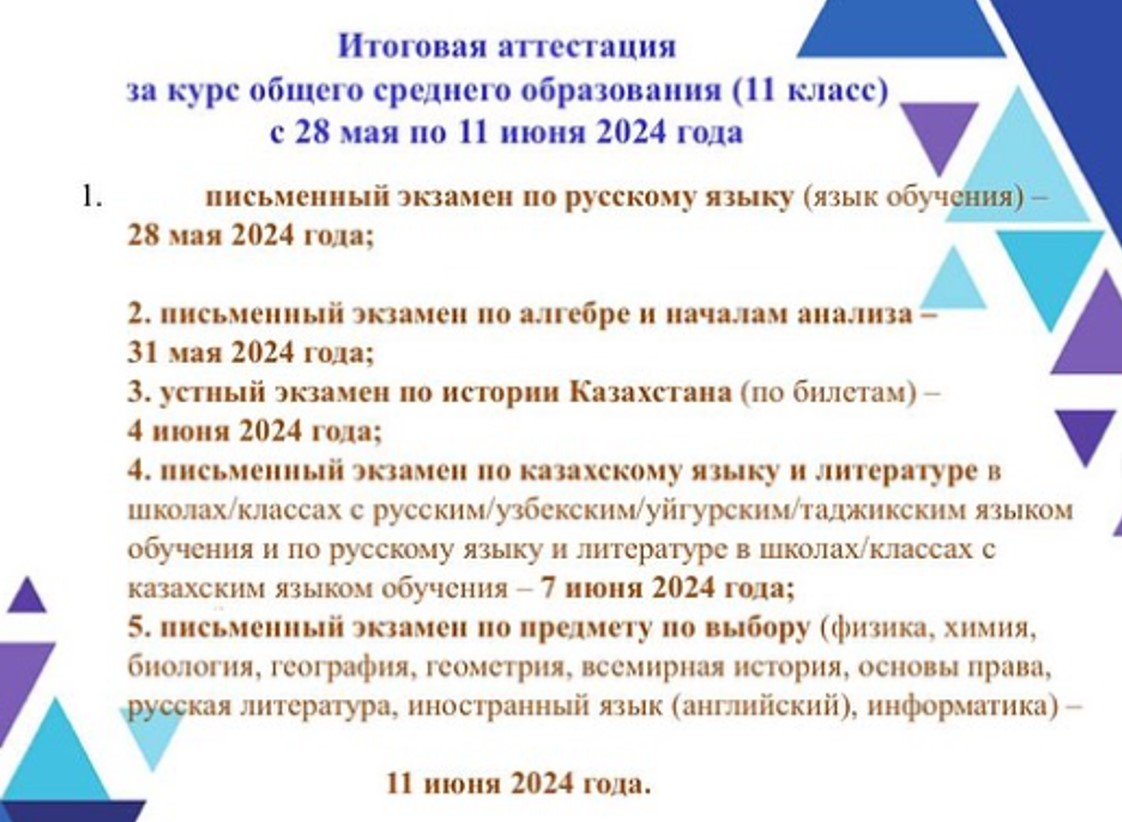 Итоговая аттестация
за курс общего среднего образования (11 класс)
с 28 мая по 11 июня 2024 года
1. письменный экзамен по русскому языку (язык обучения) –
28 мая 2024 года;
2. письменный экзамен по алгебре и началам анализа –
31 мая 2024 года;
3. устный экзамен по истории Казахстана (по билетам) –
4 июня 2024 года;
4. письменный экзамен по казахскому языку и литературе в
школах/классах с русским/узбекским/уйгурским/таджикским языком
обучения и по русскому языку и литературе в школах/классах с
казахским языком обучения – 7 июня 2024 года;
5. письменный экзамен по предмету по выбору (физика, химия,
биология, география, геометрия, всемирная история, основы права,
русская литература, иностранный язык (английский), информатика) –
11 июня 2024 года.